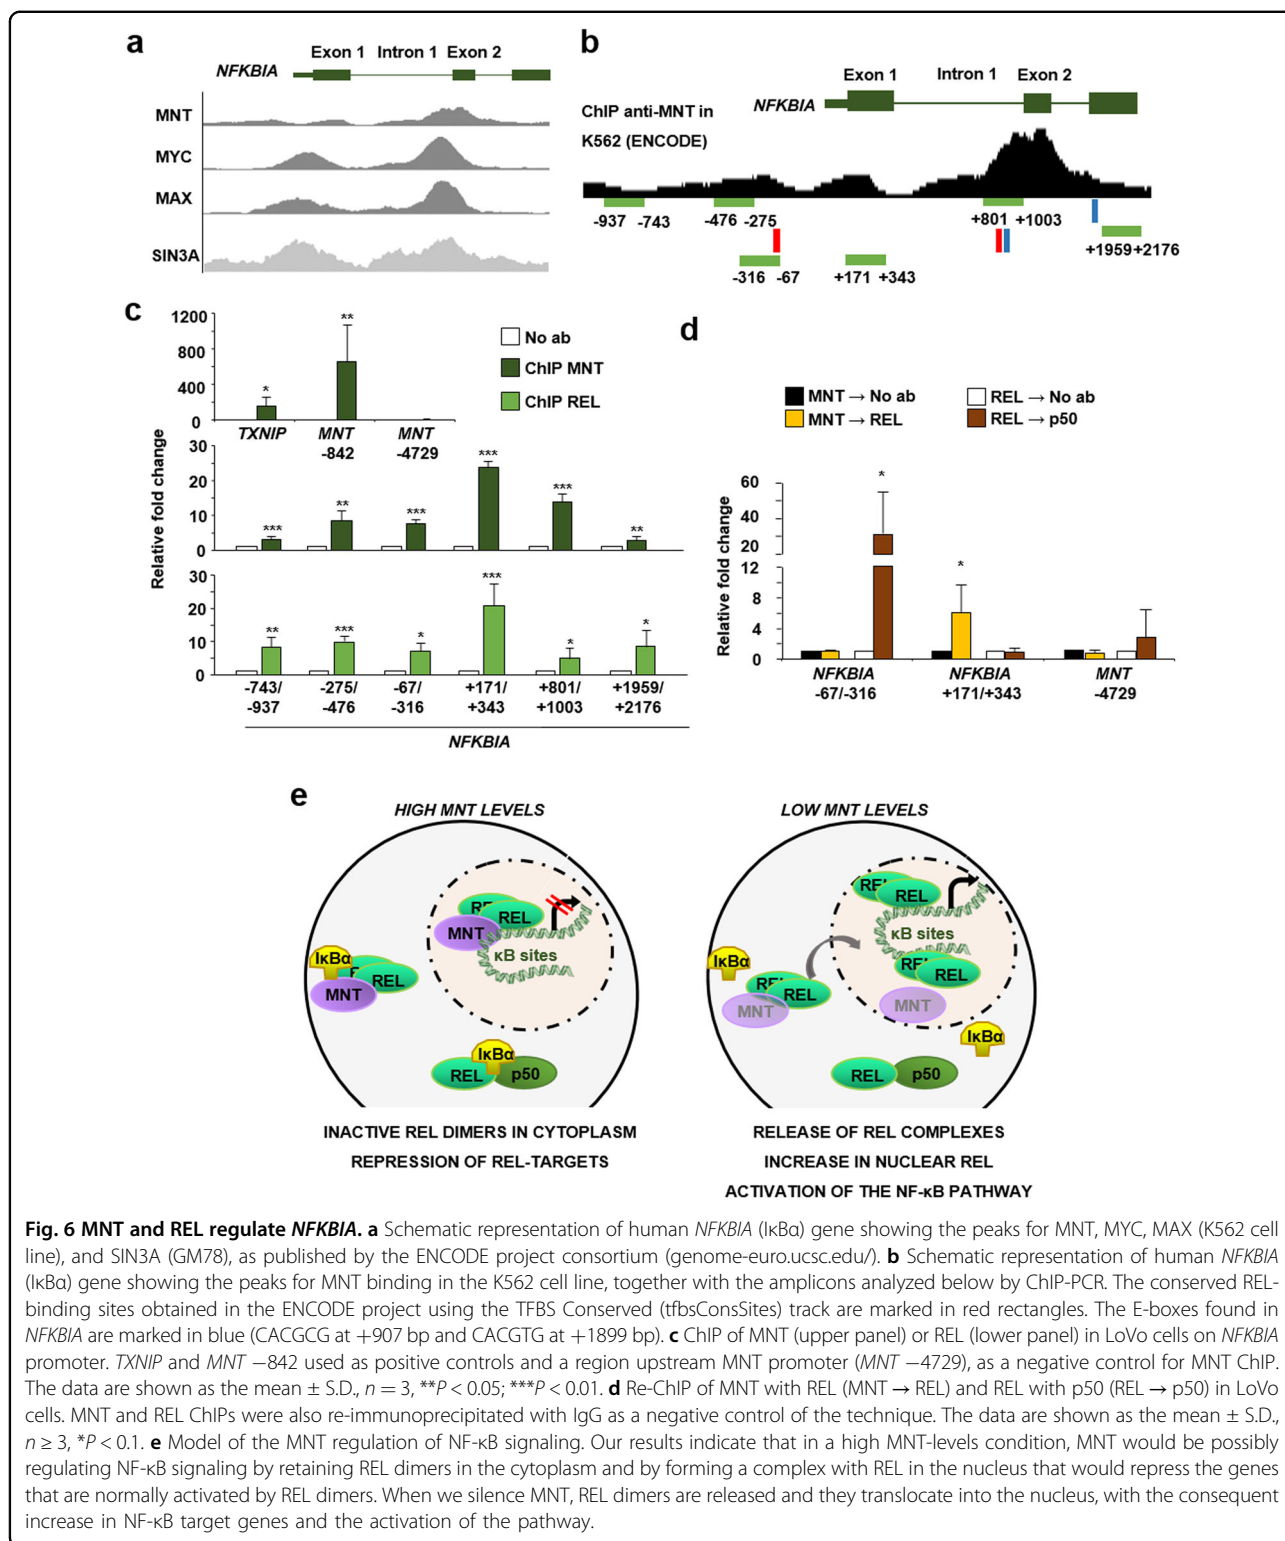 a
Exon 1 Intron 1 Exon 2
NFKBIA
MNT
MYC
MAX
SIN3A
b
Exon 1 Intron 1 Exon 2
NFKBIA
ChIP anti-MNT in
K562 (ENCODE)
-937 -743 -476 -275 +801 +1003
+1959 +2176
-316 -67 +171 +343
c
1200
800
400
0
** 
*
TXNIP MNT MNT
-842 -4729
No ab
ChIP MNT
ChIP REL
Relative fold change
30
20
10
0
*** ** *** *** *** **
30
20
10
0
** *** * *** * *
-743/ -275/ -67/ +171/ +801/ +1959/
-937 -476 -316 +343 +1003 +2176
NFKBIA
d
MNT → No ab REL → No ab
MNT → REL REL → p50
Relative fold change
60
40
20
12
8
4
0
* *
NFKBIA NFKBIA MNT
-67/-316 +171/+343 -4729
e
HIGH MNT LEVELS
REL
MNT
κB sites
IκBα
REL
MNT
IκBα
REL p50
INACTIVE REL DIMERS IN CYTOPLASM
REPRESSION OF REL-TARGETS
LOW MNT LEVELS
REL
REL
κB sites
REL
REL
MNT
IκBα
REL
REL
MNT
IκBα
REL p50
RELEASE OF REL COMPLEXES
INCREASE IN NUCLEAR REL
ACTIVATION OF THE NF-κB PATHWAY
Fig. 6 MNT and REL regulate NFKBIA. a Schematic representation of human NFKBIA (IκBα) gene showing the peaks for MNT, MYC, MAX (K562 cell
line), and SIN3A (GM78), as published by the ENCODE project consortium (genome-euro.ucsc.edu/). b Schematic representation of human NFKBIA
(IκBα) gene showing the peaks for MNT binding in the K562 cell line, together with the amplicons analyzed below by ChIP-PCR. The conserved REL-
binding sites obtained in the ENCODE project using the TFBS Conserved (tfbsConsSites) track are marked in red rectangles. The E-boxes found in
NFKBIA are marked in blue (CACGCG at +907 bp and CACGTG at +1899 bp). c ChIP of MNT (upper panel) or REL (lower panel) in LoVo cells on NFKBIA
promoter. TXNIP and MNT −842 used as positive controls and a region upstream MNT promoter (MNT −4729), as a negative control for MNT ChIP.
The data are shown as the mean ± S.D., n = 3, **P < 0.05; ***P < 0.01. d Re-ChIP of MNT with REL (MNT → REL) and REL with p50 (REL → p50) in LoVo
cells. MNT and REL ChIPs were also re-immunoprecipitated with IgG as a negative control of the technique. The data are shown as the mean ± S.D.,
n ≥ 3, *P < 0.1. e Model of the MNT regulation of NF-κB signaling. Our results indicate that in a high MNT-levels condition, MNT would be possibly
regulating NF-κB signaling by retaining REL dimers in the cytoplasm and by forming a complex with REL in the nucleus that would repress the genes
that are normally activated by REL dimers. When we silence MNT, REL dimers are released and they translocate into the nucleus, with the consequent
increase in NF-κB target genes and the activation of the pathway.